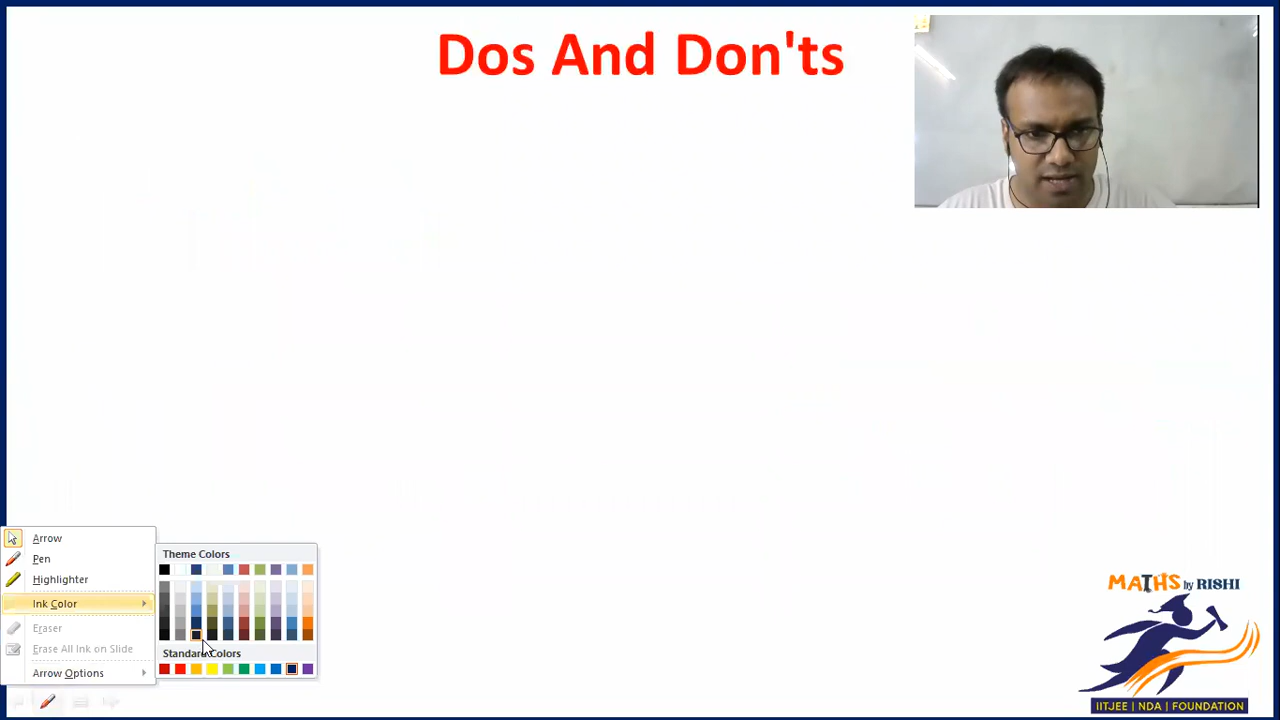 Dos And Don'ts
Arrow
Pen
Highlighter
Ink Color
Eraser
Erase All Ink on Slide
Arrow Options
Theme Colors
Standard Colors
MATHS by RISHI
IITJEE | NDA | FOUNDATION